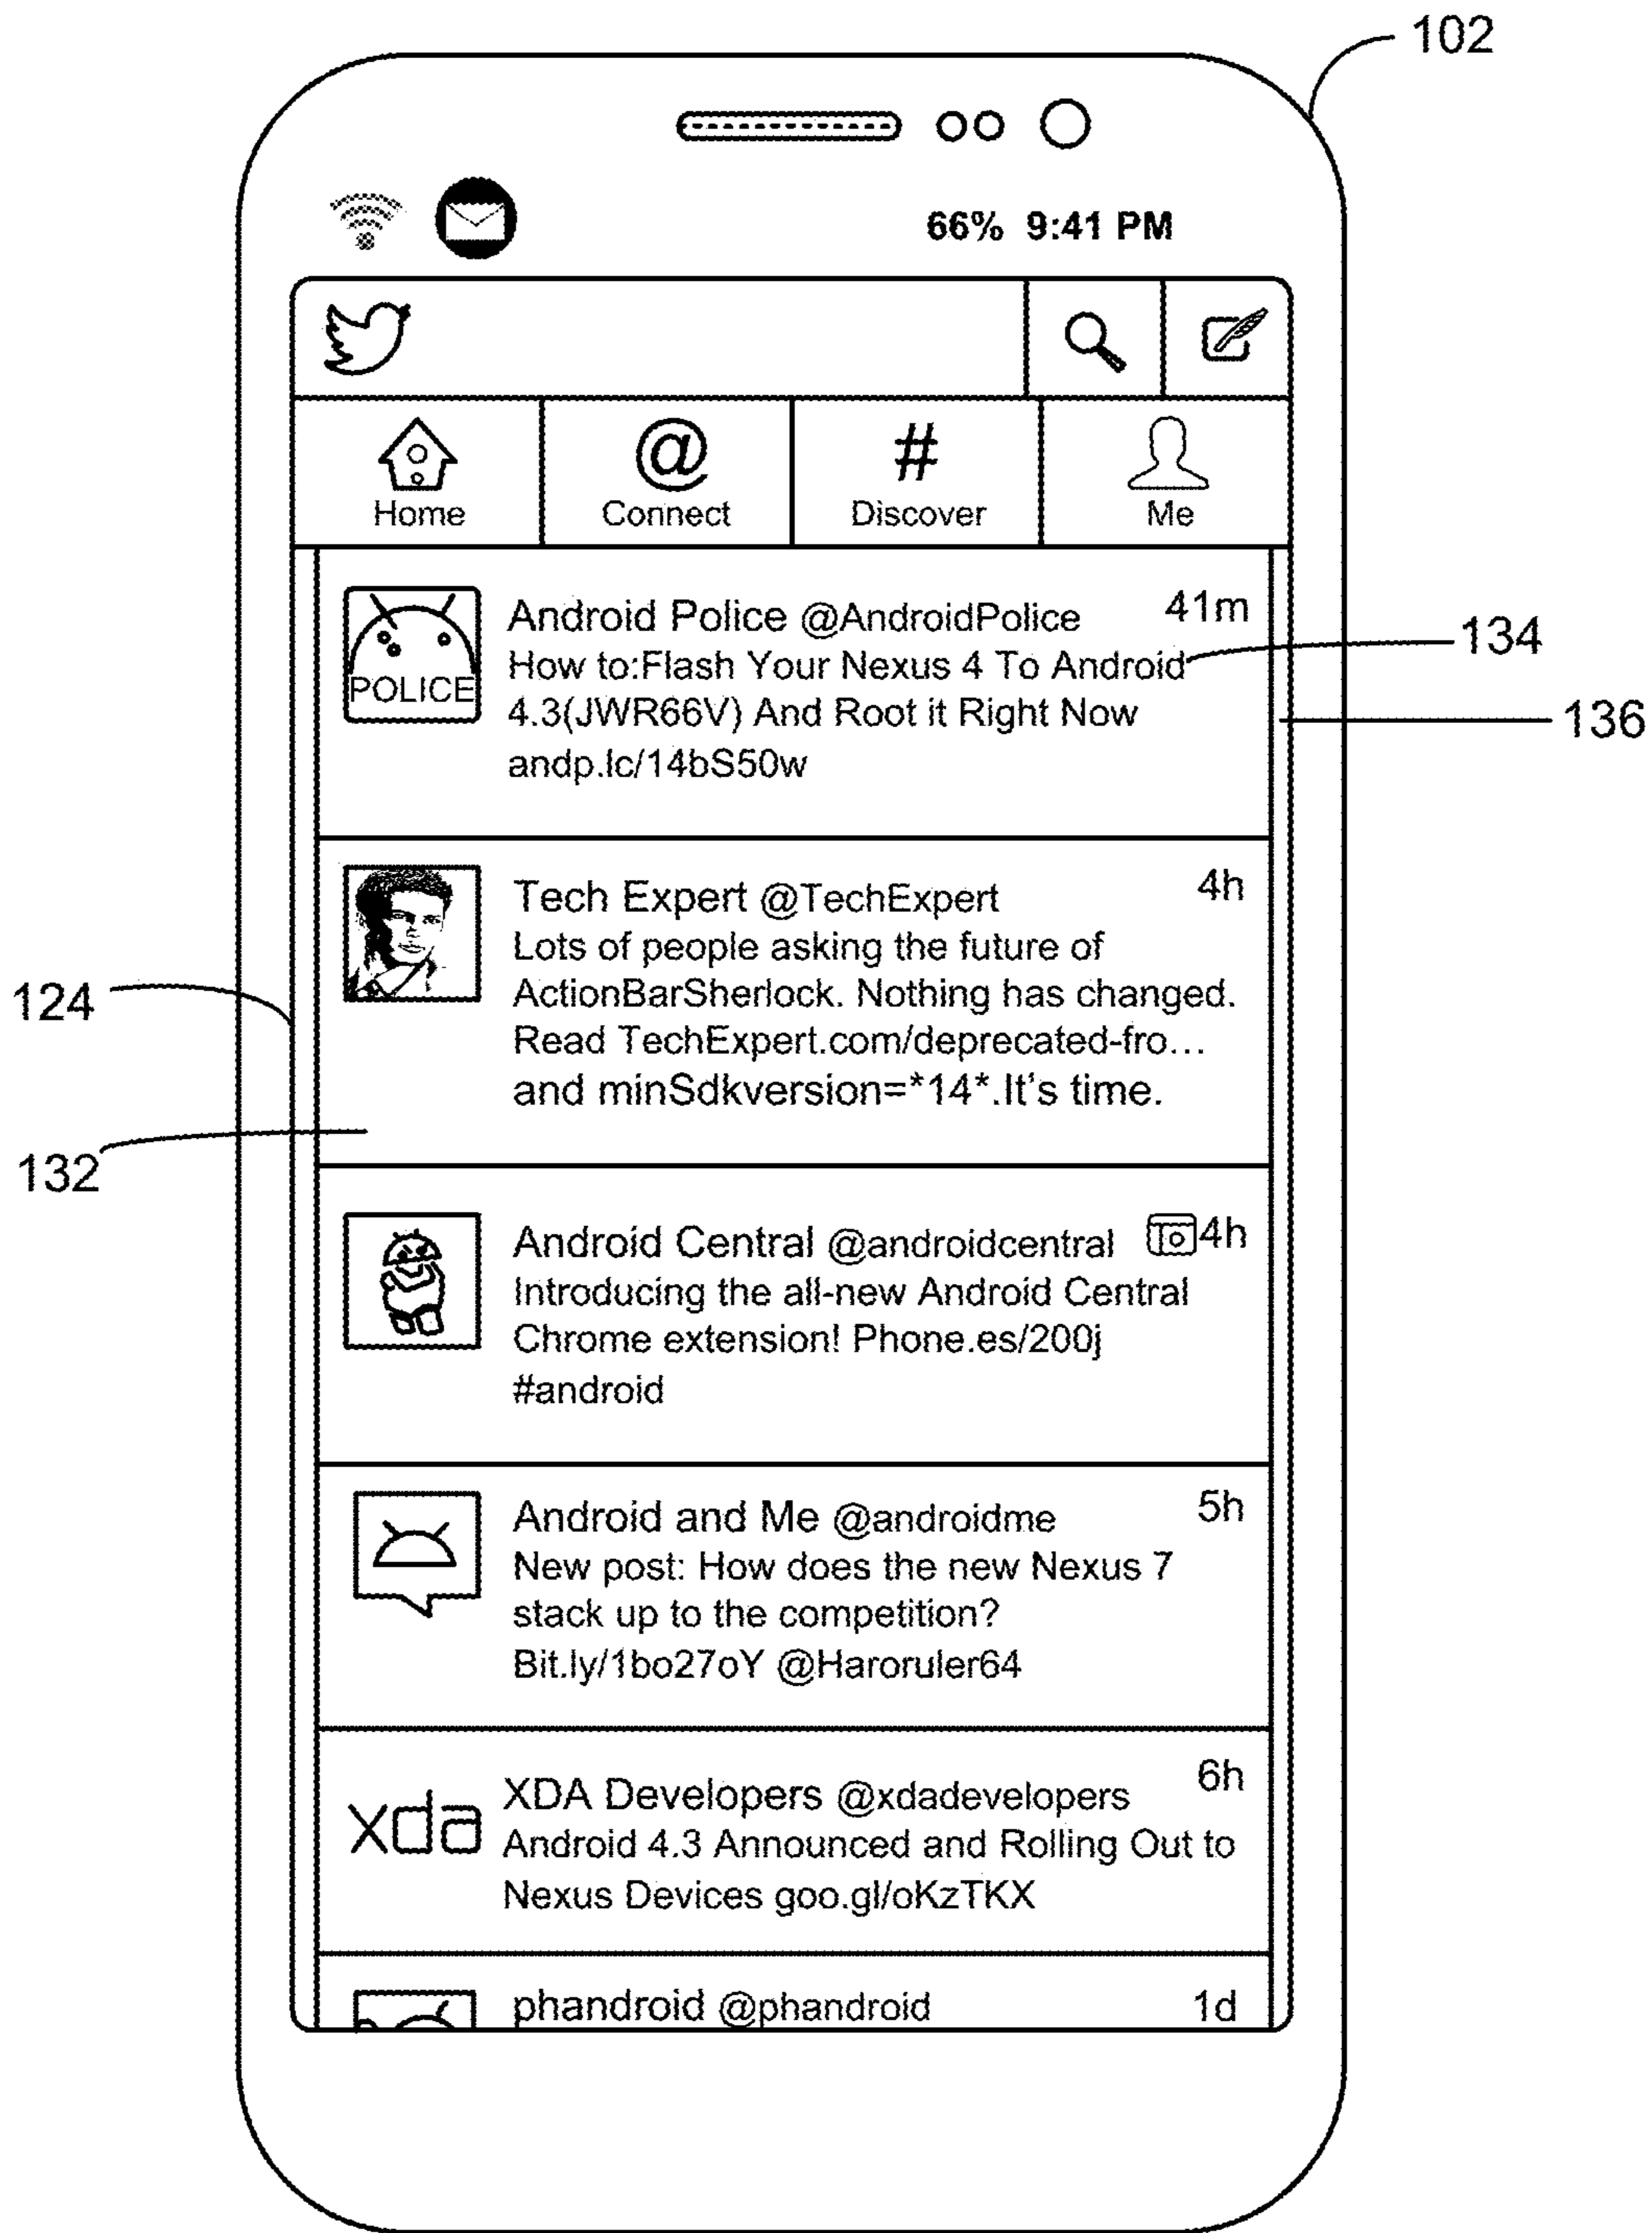 102
66% 9:41 PM
@ #
Home Connect Discover Me
POLICE
Android Police @AndroidPolice 41m
How to:Flash Your Nexus 4 To Android
4.3(JWR66V) And Root it Right Now
andp.lc/14bS50w
134
136
Tech Expert @TechExpert 4h
Lots of people asking the future of
ActionBarSherlock. Nothing has changed.
Read TechExpert.com/deprecated-fro...
and minSdkversion=*14*.It's time.
124
132
Android Central @androidcentral 4h
Introducing the all-new Android Central
Chrome extension! Phone.es/200j
#android
Android and Me @androidme 5h
New post: How does the new Nexus 7
stack up to the competition?
Bit.ly/1bo27oY @Haroruler64
xda
XDA Developers @xdadevelopers 6h
Android 4.3 Announced and Rolling Out to
Nexus Devices goo.gl/oKzTKX
phandroid @phandroid 1d